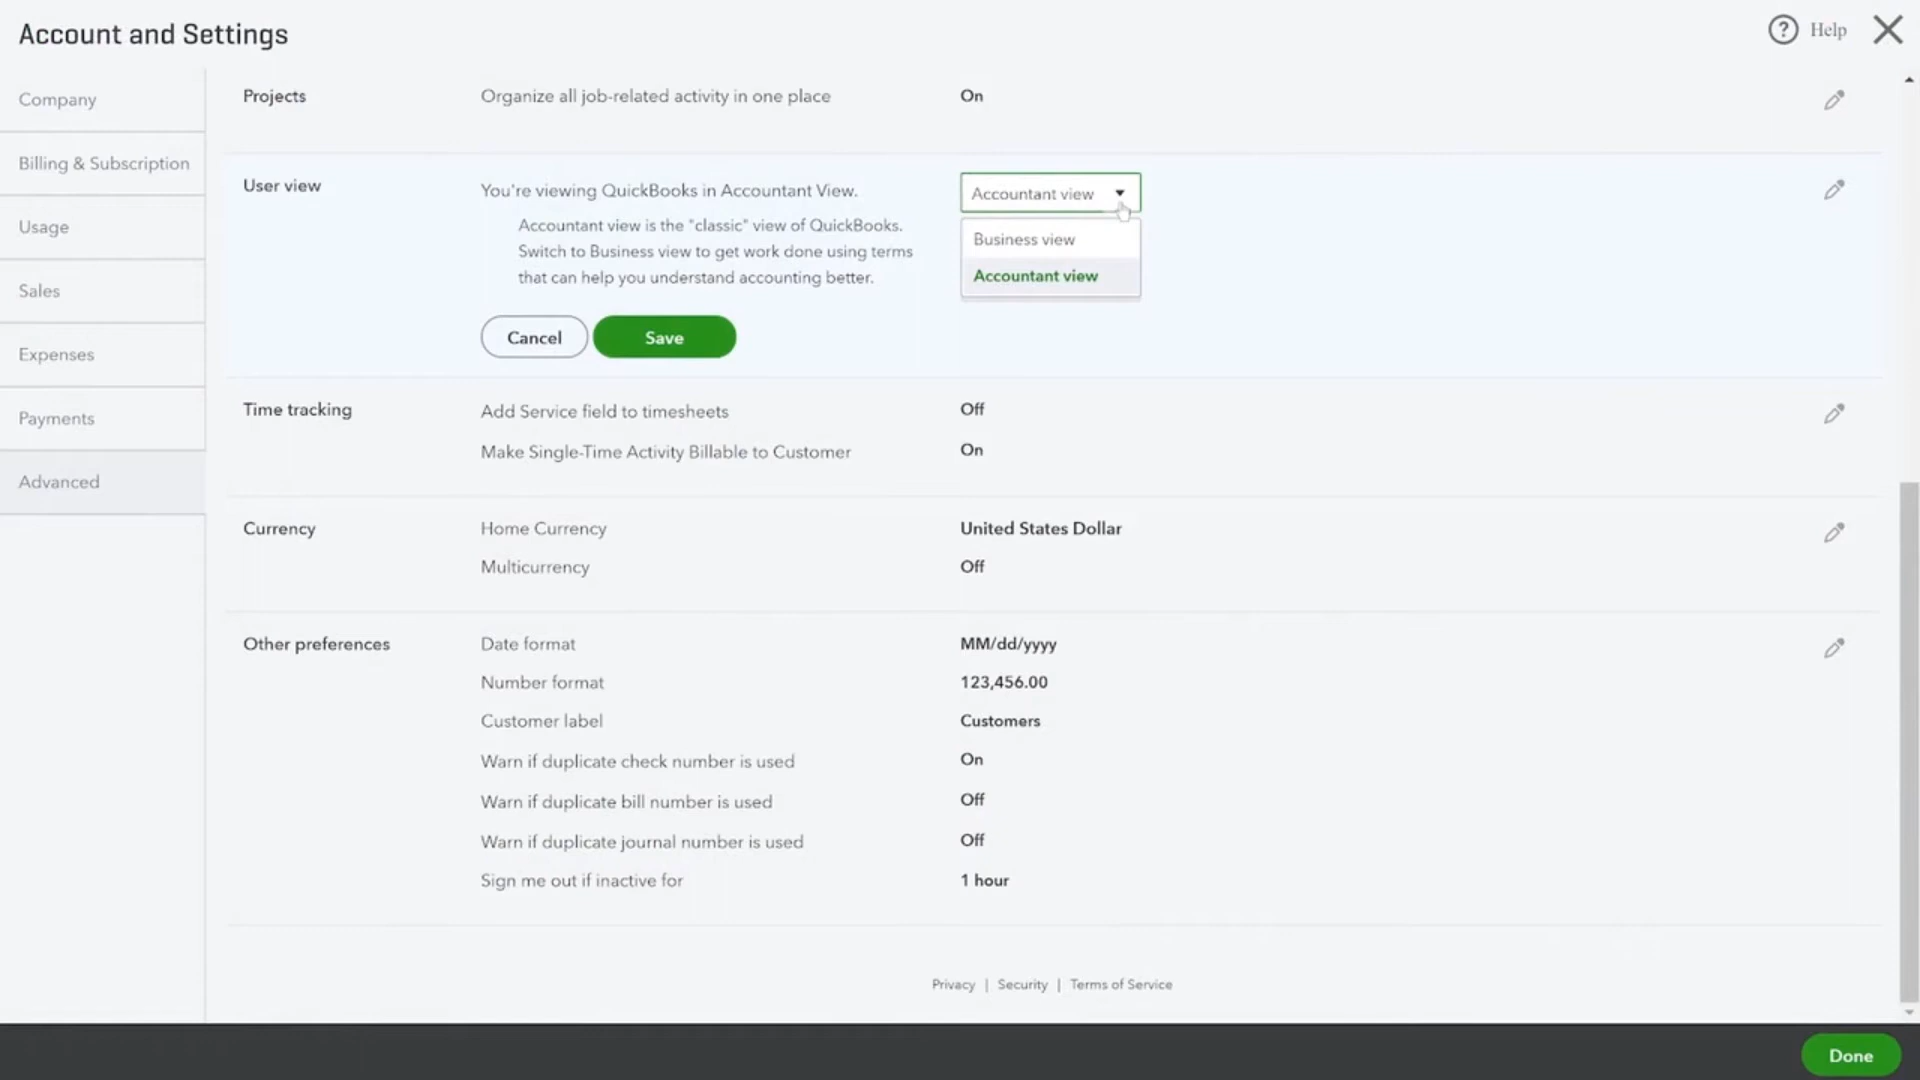 Account and Settings
? Help
Company
Billing & Subscription
Usage
Sales
Expenses
Payments
Advanced
Projects Organize all job-related activity in one place On
User view You're viewing QuickBooks in Accountant View. Accountant view
Accountant view is the "classic" view of QuickBooks.
Switch to Business view to get work done using terms
that can help you understand accounting better.
Business view
Accountant view
Cancel Save
Time tracking Add Service field to timesheets Off
Make Single-Time Activity Billable to Customer On
Currency Home Currency United States Dollar
Multicurrency Off
Other preferences Date format MM/dd/yyyy
Number format 123,456.00
Customer label Customers
Warn if duplicate check number is used On
Warn if duplicate bill number is used Off
Warn if duplicate journal number is used Off
Sign me out if inactive for 1 hour
Privacy | Security | Terms of Service
Done